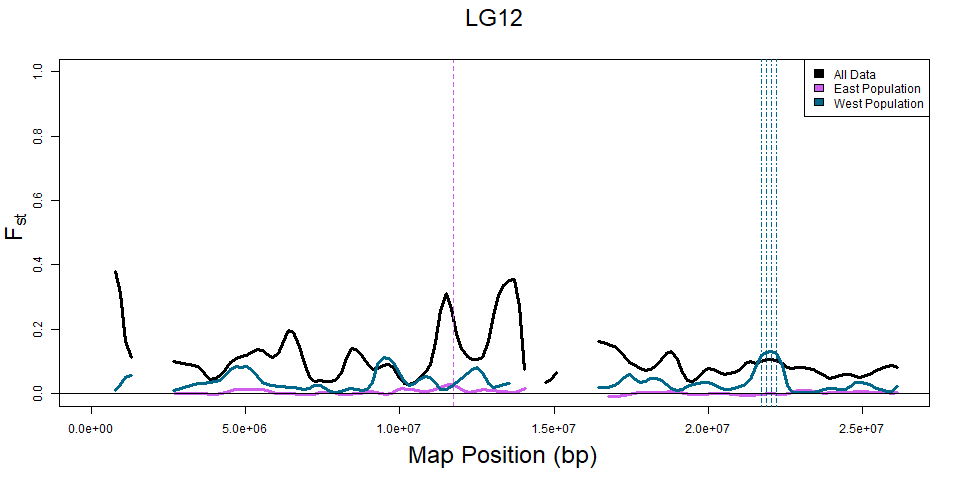 LG12
All Data
East Population
West Population
Fst
1.0
0.8
0.6
0.4
0.2
0.0
0.0e+00 5.0e+06 1.0e+07 1.5e+07 2.0e+07 2.5e+07
Map Position (bp)